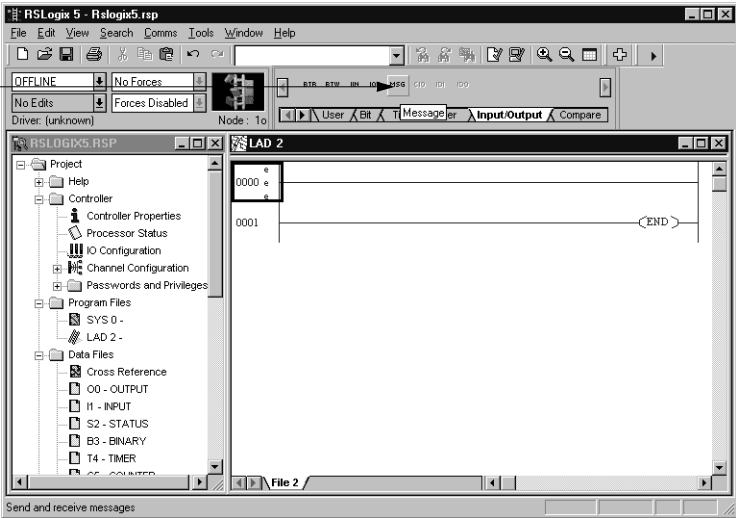 RSLogix 5 - Rslogix5.rsp
File Edit View Search Comms Tools Window Help
OFFLINE No Forces
No Edits Forces Disabled
Driver: (unknown) Node : 1o
BTR BTW IIN IOT MSG CIO IDI IDO
User Bit Message Input/Output Compare
RSLOGIX5.RSP
LAD 2
Project
Help
Controller
Controller Properties
Processor Status
IO Configuration
Channel Configuration
Passwords and Privileges
Program Files
SYS 0 -
LAD 2 -
Data Files
Cross Reference
O0 - OUTPUT
I1 - INPUT
S2 - STATUS
B3 - BINARY
T4 - TIMER
C5 - COUNTER
e
0000 e
e
0001 END
File 2
Send and receive messages